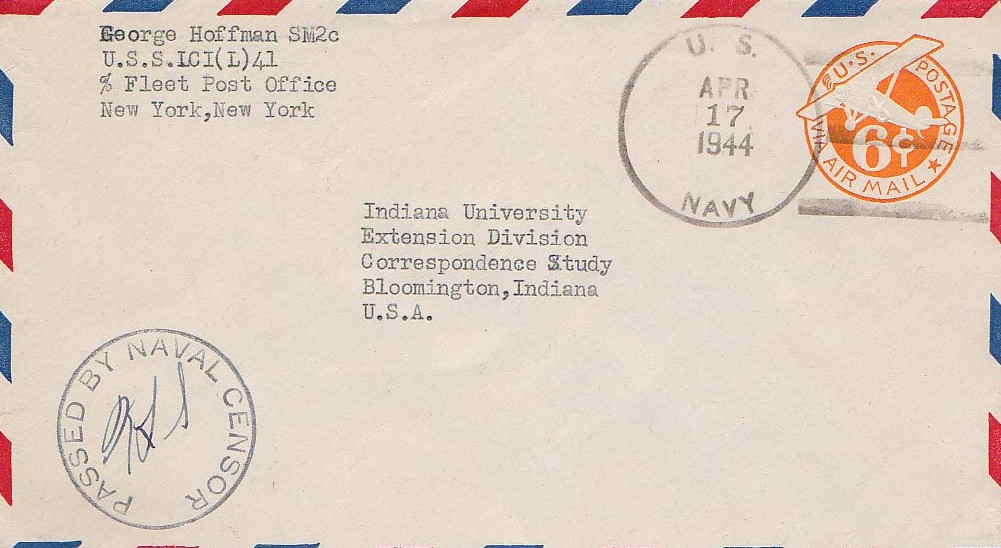 George Hoffman SM2c
U.S.S.LCI(L)41
% Fleet Post Office
New York,New York
U. S.
APR
17
1944
NAVY
U.S. POSTAGE
6¢
VIA AIR MAIL
Indiana University
Extension Division
Correspondence Study
Bloomington,Indiana
U.S.A.
PASSED BY NAVAL CENSOR